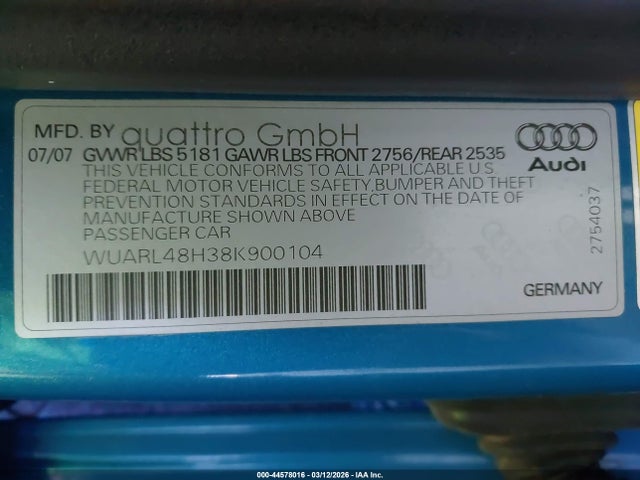 MFD. BY quattro GmbH
07/07 GVWR LBS 5181 GAWR LBS FRONT 2756/REAR 2535
THIS VEHICLE CONFORMS TO ALL APPLICABLE U S
FEDERAL MOTOR VEHICLE SAFETY,BUMPER AND THEFT
PREVENTION STANDARDS IN EFFECT ON THE DATE OF
MANUFACTURE SHOWN ABOVE
PASSENGER CAR
WUARL48H38K900104
Audi
2754037
GERMANY
000-44578016 - 03/12/2026 - IAA Inc.